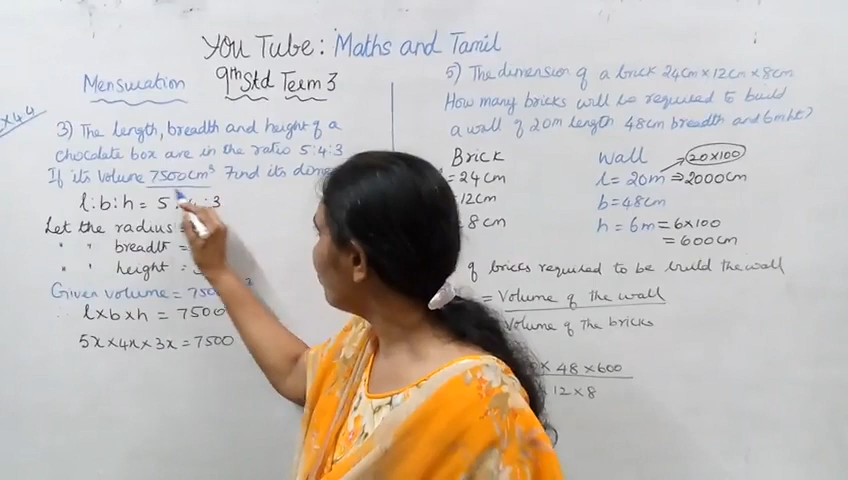 You Tube: Maths and Tamil
Mensuration
9th Std Term 3
x44
3) The length, breadth and height of a
chocolate box are in the ratio 5:4:3
If its volume 7500cm³ Find its
l:b:h = 5:4:3
Let the radius =
" " breadth =
" " height =
Given volume = 750
l×b×h = 7500
5x×4x×3x=7500
5) The dimension of a brick 24cm×12cm×8cm
How many bricks will be required to build
a wall of 20m length 48cm breadth and 6m ht?
Brick
= 24cm
12cm
8cm
Wall
20×100
l = 20m ⇒ 2000cm
b = 48cm
h = 6m = 6×100
= 600cm
of bricks required to be build the wall
= Volume of the wall
Volume of the bricks
× 48 × 600
12 × 8